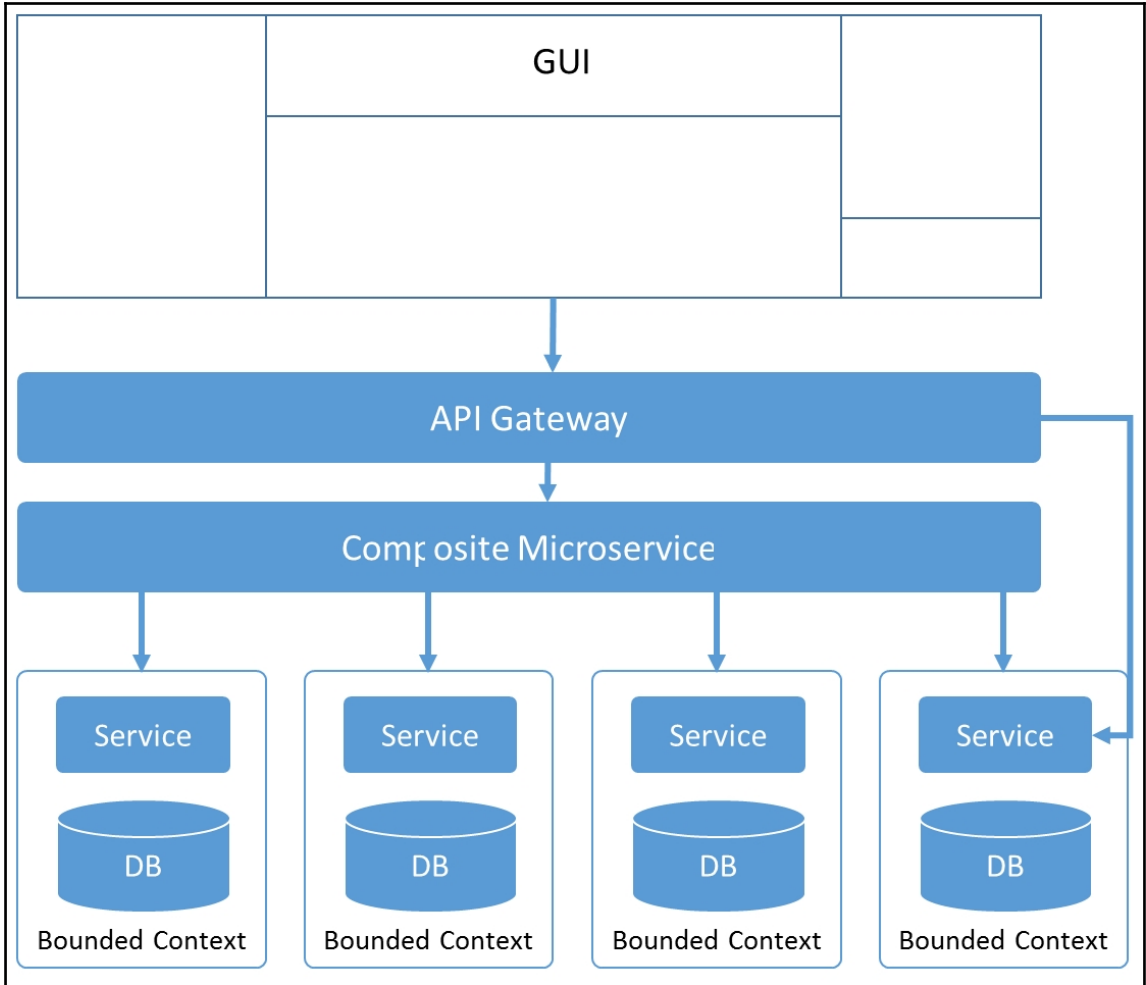 GUI
API Gateway
Composite Microservice
Service
Service
Service
Service
DB
DB
DB
DB
Bounded Context
Bounded Context
Bounded Context
Bounded Context